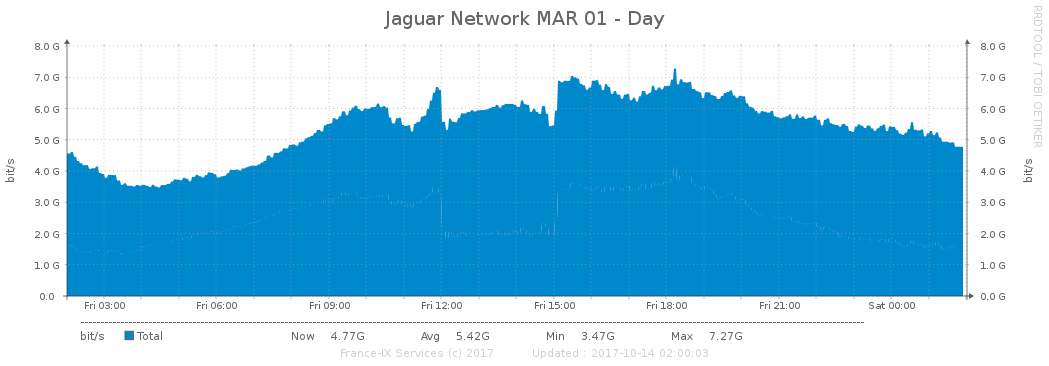 Jaguar Network MAR 01 - Day
RRDTOOL / TOBI OETIKER
8.0 G 8.0 G
7.0 G 7.0 G
6.0 G 6.0 G
5.0 G 5.0 G
4.0 G 4.0 G
3.0 G 3.0 G
2.0 G 2.0 G
1.0 G 1.0 G
0.0 0.0 G
bit/s
bit/s
Fri 03:00 Fri 06:00 Fri 09:00 Fri 12:00 Fri 15:00 Fri 18:00 Fri 21:00 Sat 00:00
bit/s Total Now 4.77G Avg 5.42G Min 3.47G Max 7.27G
France-IX Services (c) 2017 Updated : 2017-10-14 02:00:03